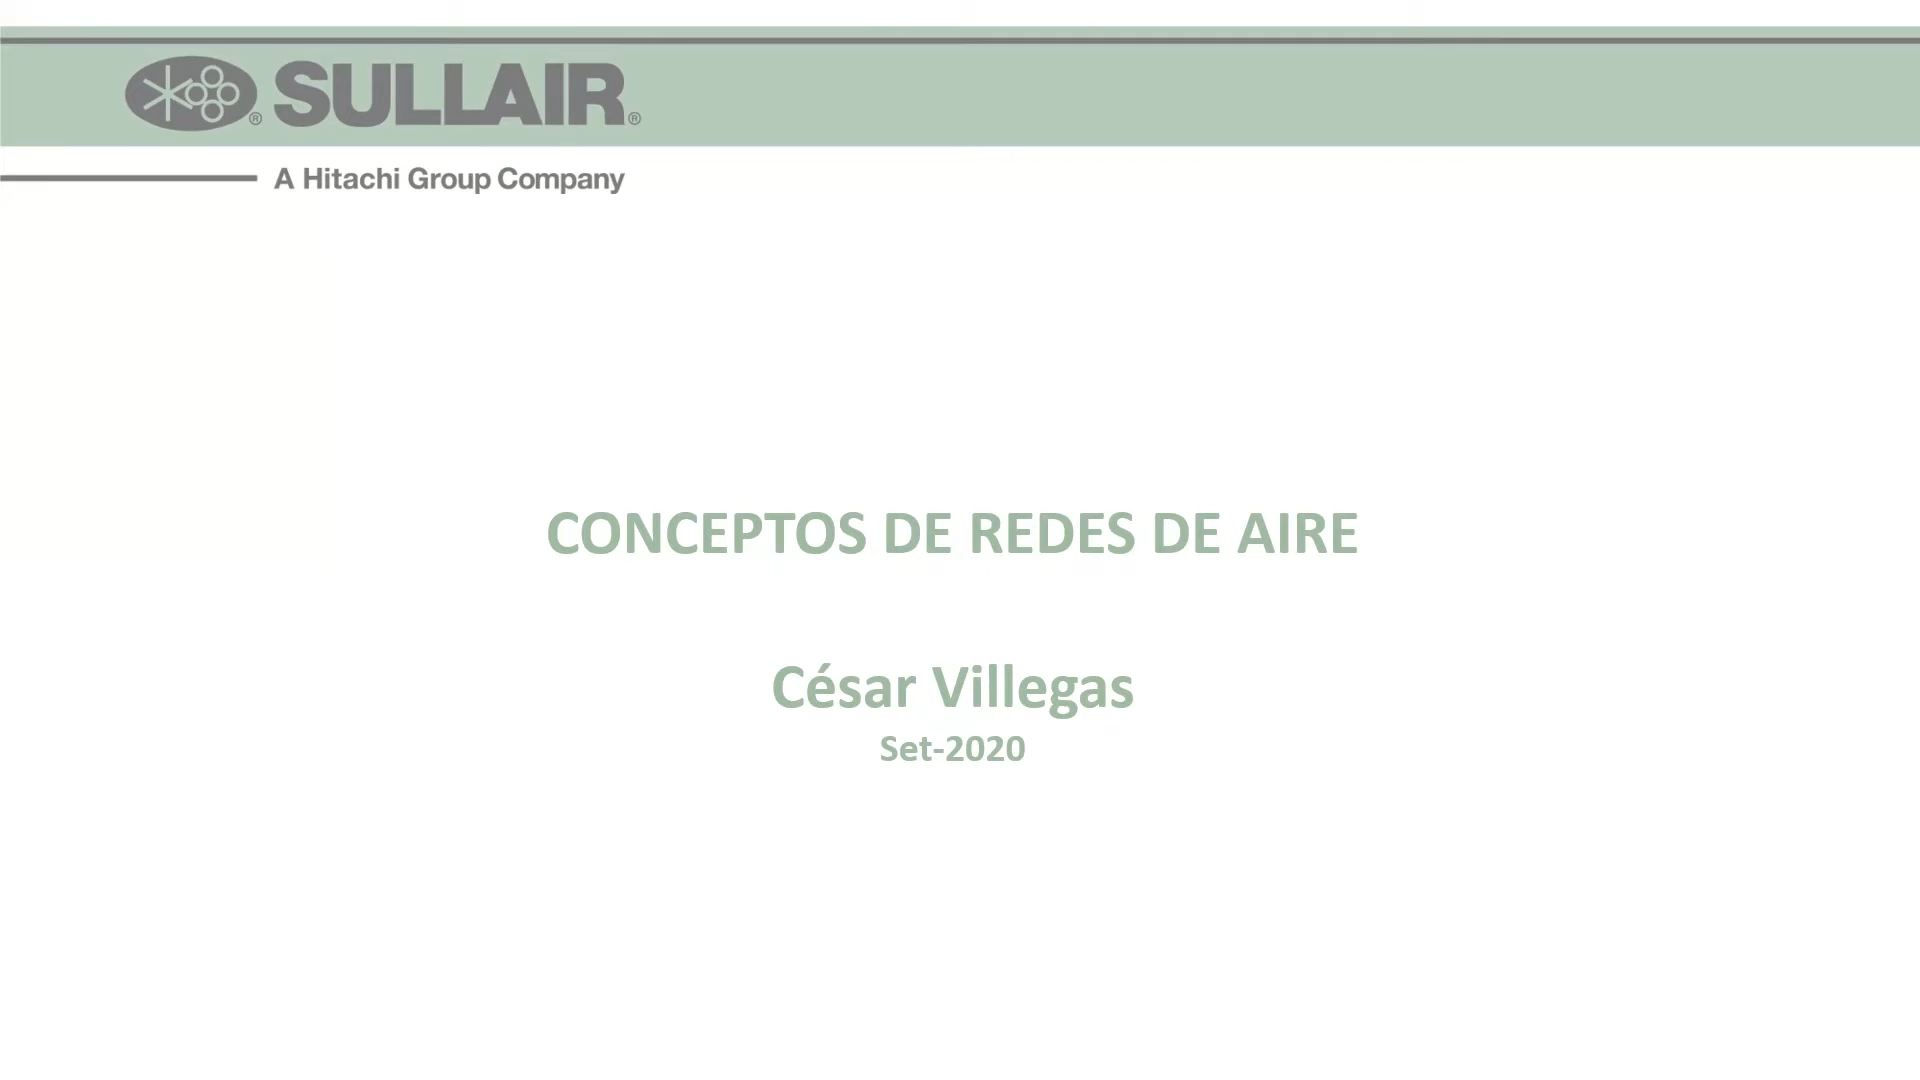 SULLAIR
A Hitachi Group Company
CONCEPTOS DE REDES DE AIRE
César Villegas
Set-2020